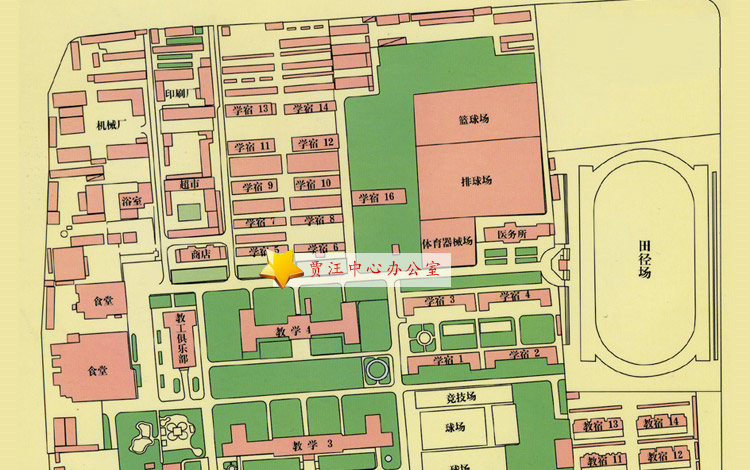 印刷厂
学宿 13
学宿 14
机械厂
篮球场
学宿 11
学宿 12
超市
学宿 9
学宿 10
排球场
浴室
学宿 16
学宿 7
学宿 8
体育器械场
医务所
田径场
商店
学宿 5
学宿 6
贾汪中心办公室
食堂
学宿 3
学宿 4
教工俱乐部
教学 4
食堂
学宿 1
学宿 2
竞技场
球场
教宿 13
教宿 14
教学 3
教宿 11
教宿 12
球场